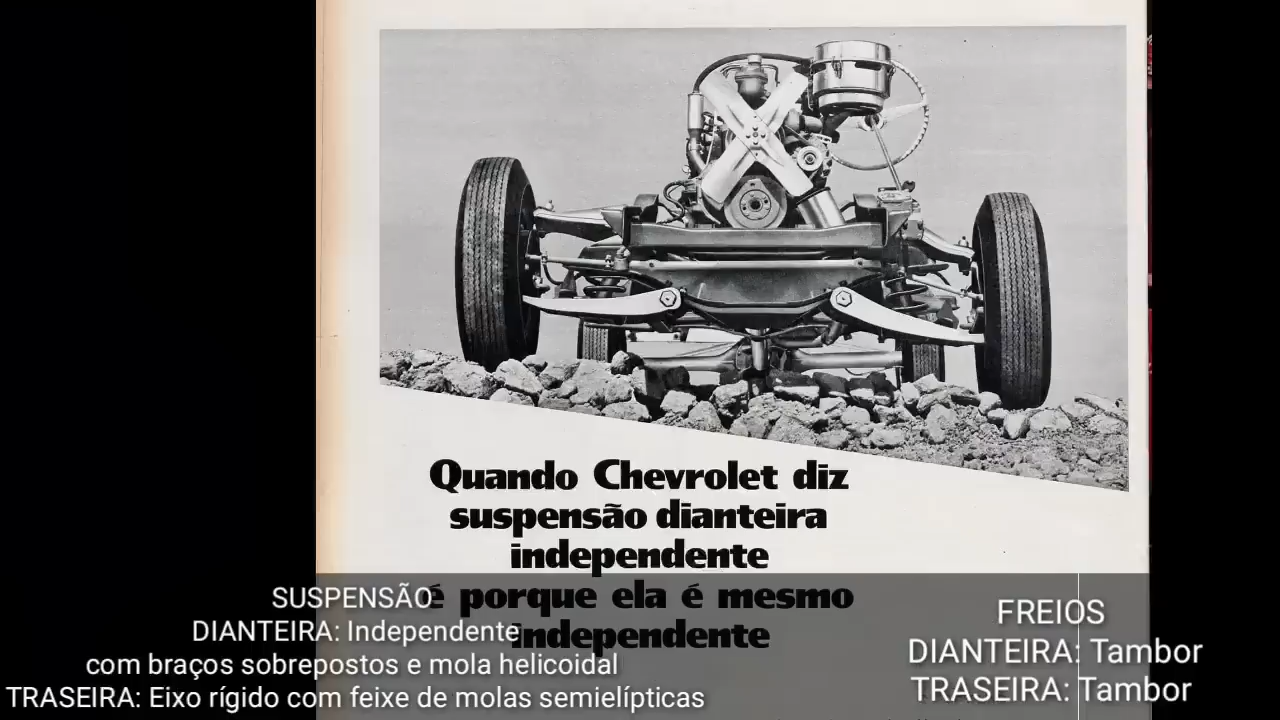 Quando Chevrolet diz
suspensão dianteira
independente
é porque ela é mesmo
independente
SUSPENSÃO
DIANTEIRA: Independente
com braços sobrepostos e mola helicoidal
TRASEIRA: Eixo rígido com feixe de molas semielípticas
FREIOS
DIANTEIRA: Tambor
TRASEIRA: Tambor